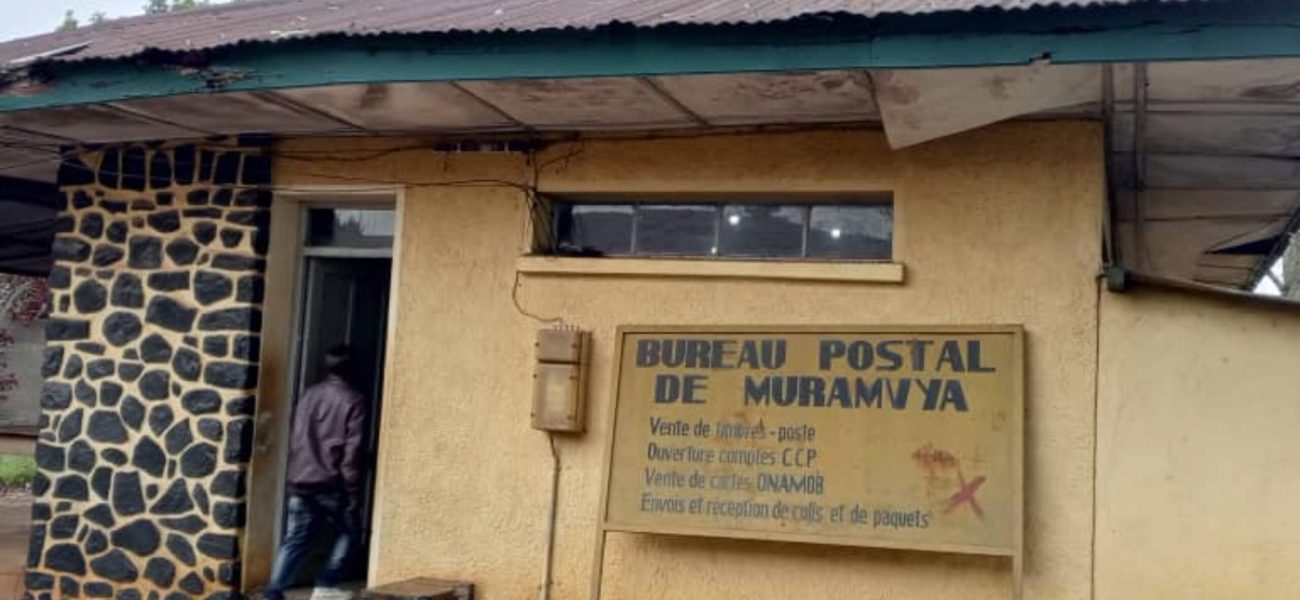 BUREAU POSTAL
DE MURAMVYA
Vente de timbres-poste
Ouverture comptes CCP
Vente de cartes ONAMOB
Envois et réception de colis et de paquets